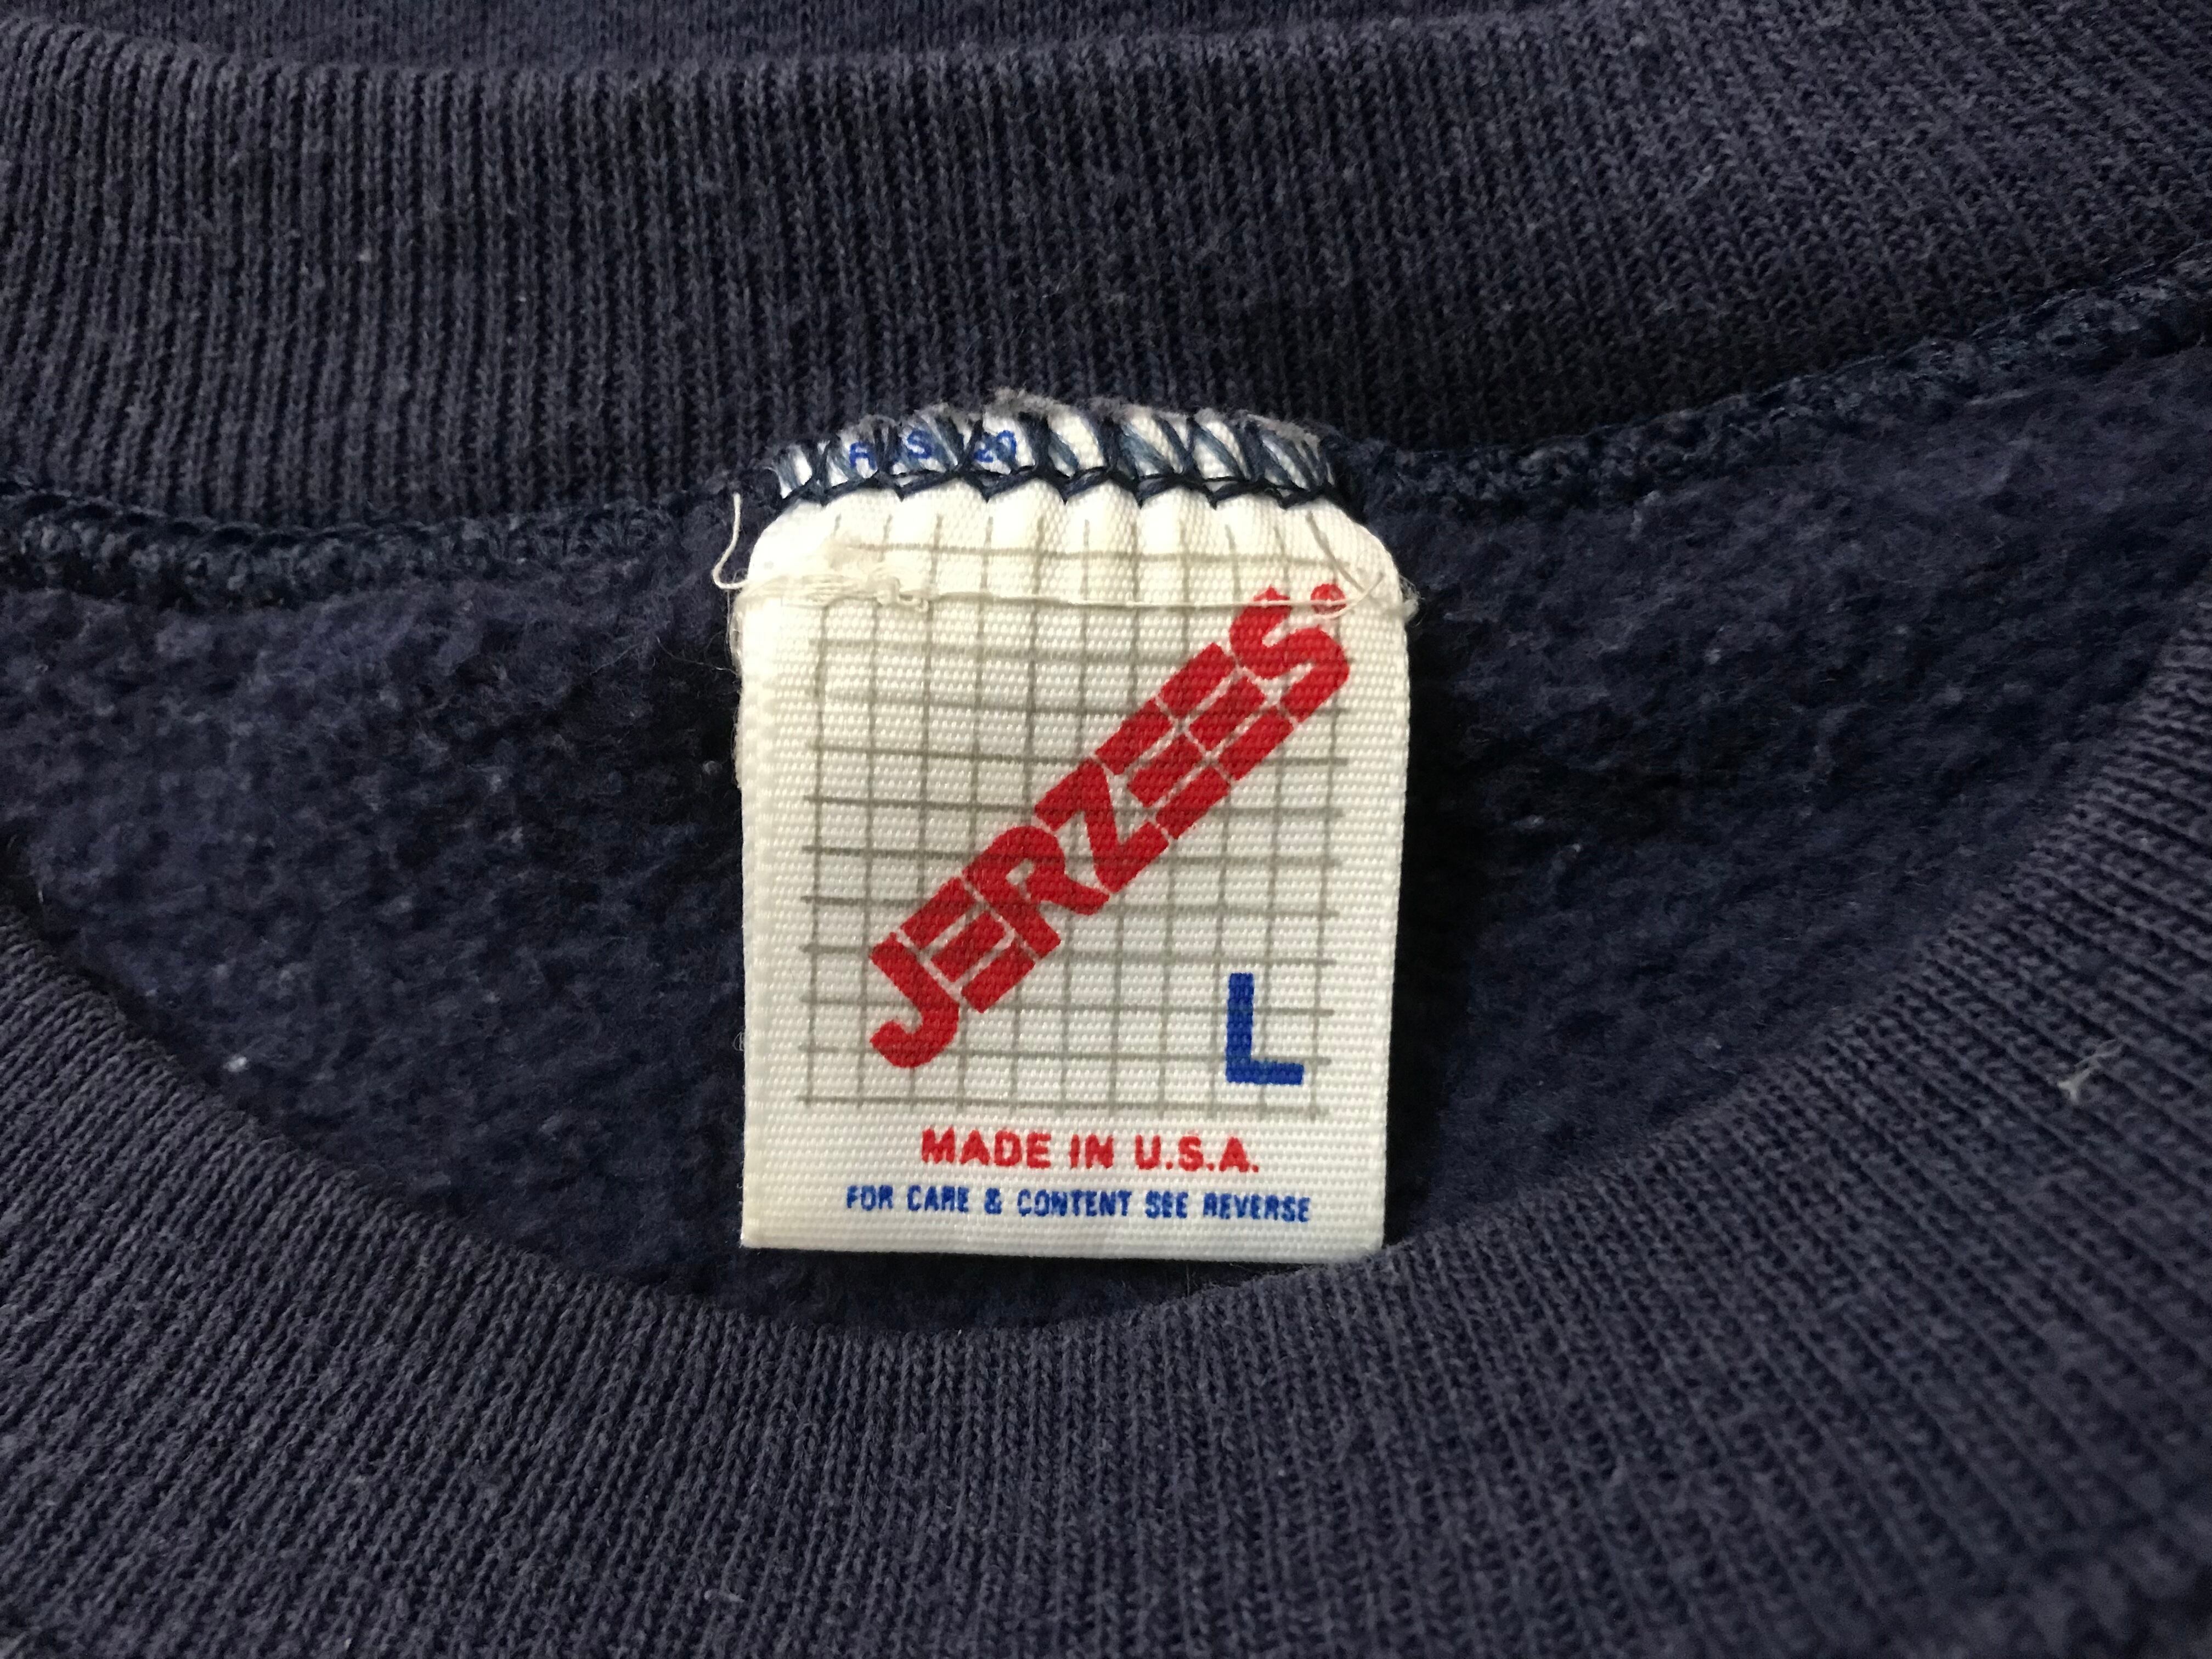 JERZEES
L
MADE IN U.S.A.
FOR CARE & CONTENT SEE REVERSE